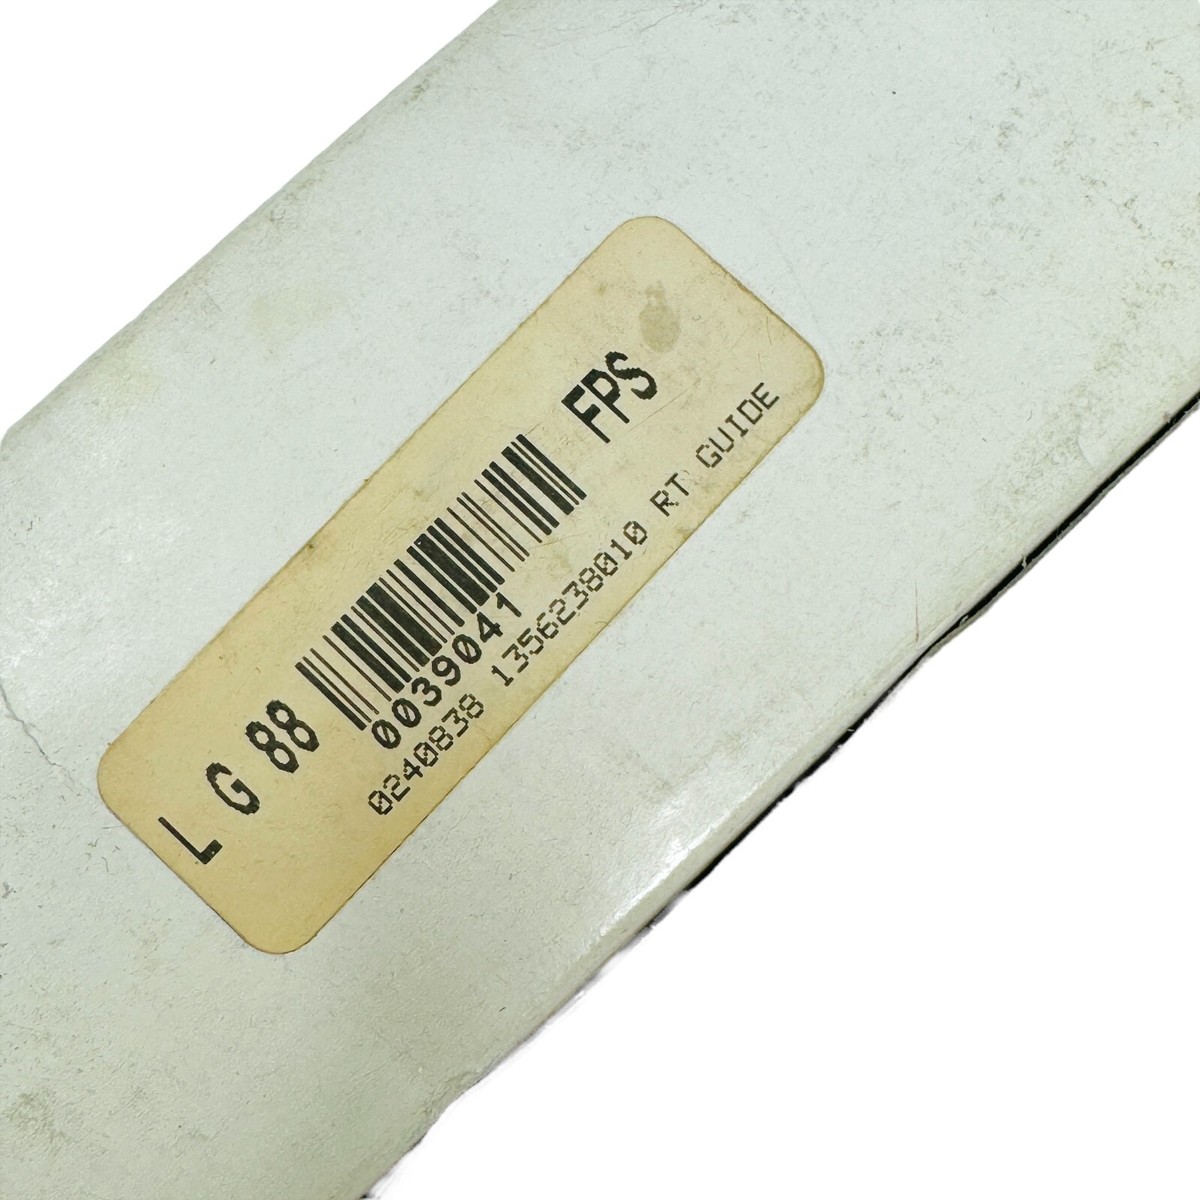 L G 88 FPS
0039041
0240838 1356238010 RT GUIDE